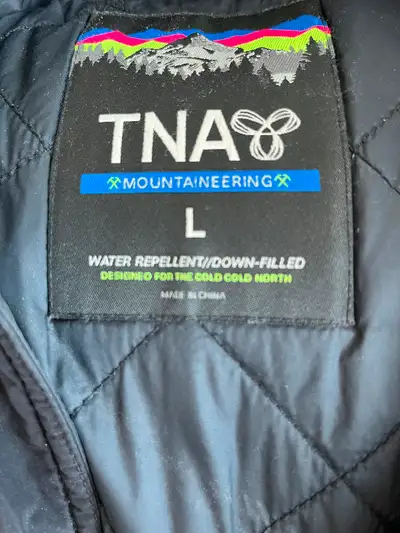 TNA
MOUNTAINEERING
L
WATER REPELLENT//DOWN-FILLED
DESIGNED FOR THE COLD COLD NORTH
MADE IN CHINA